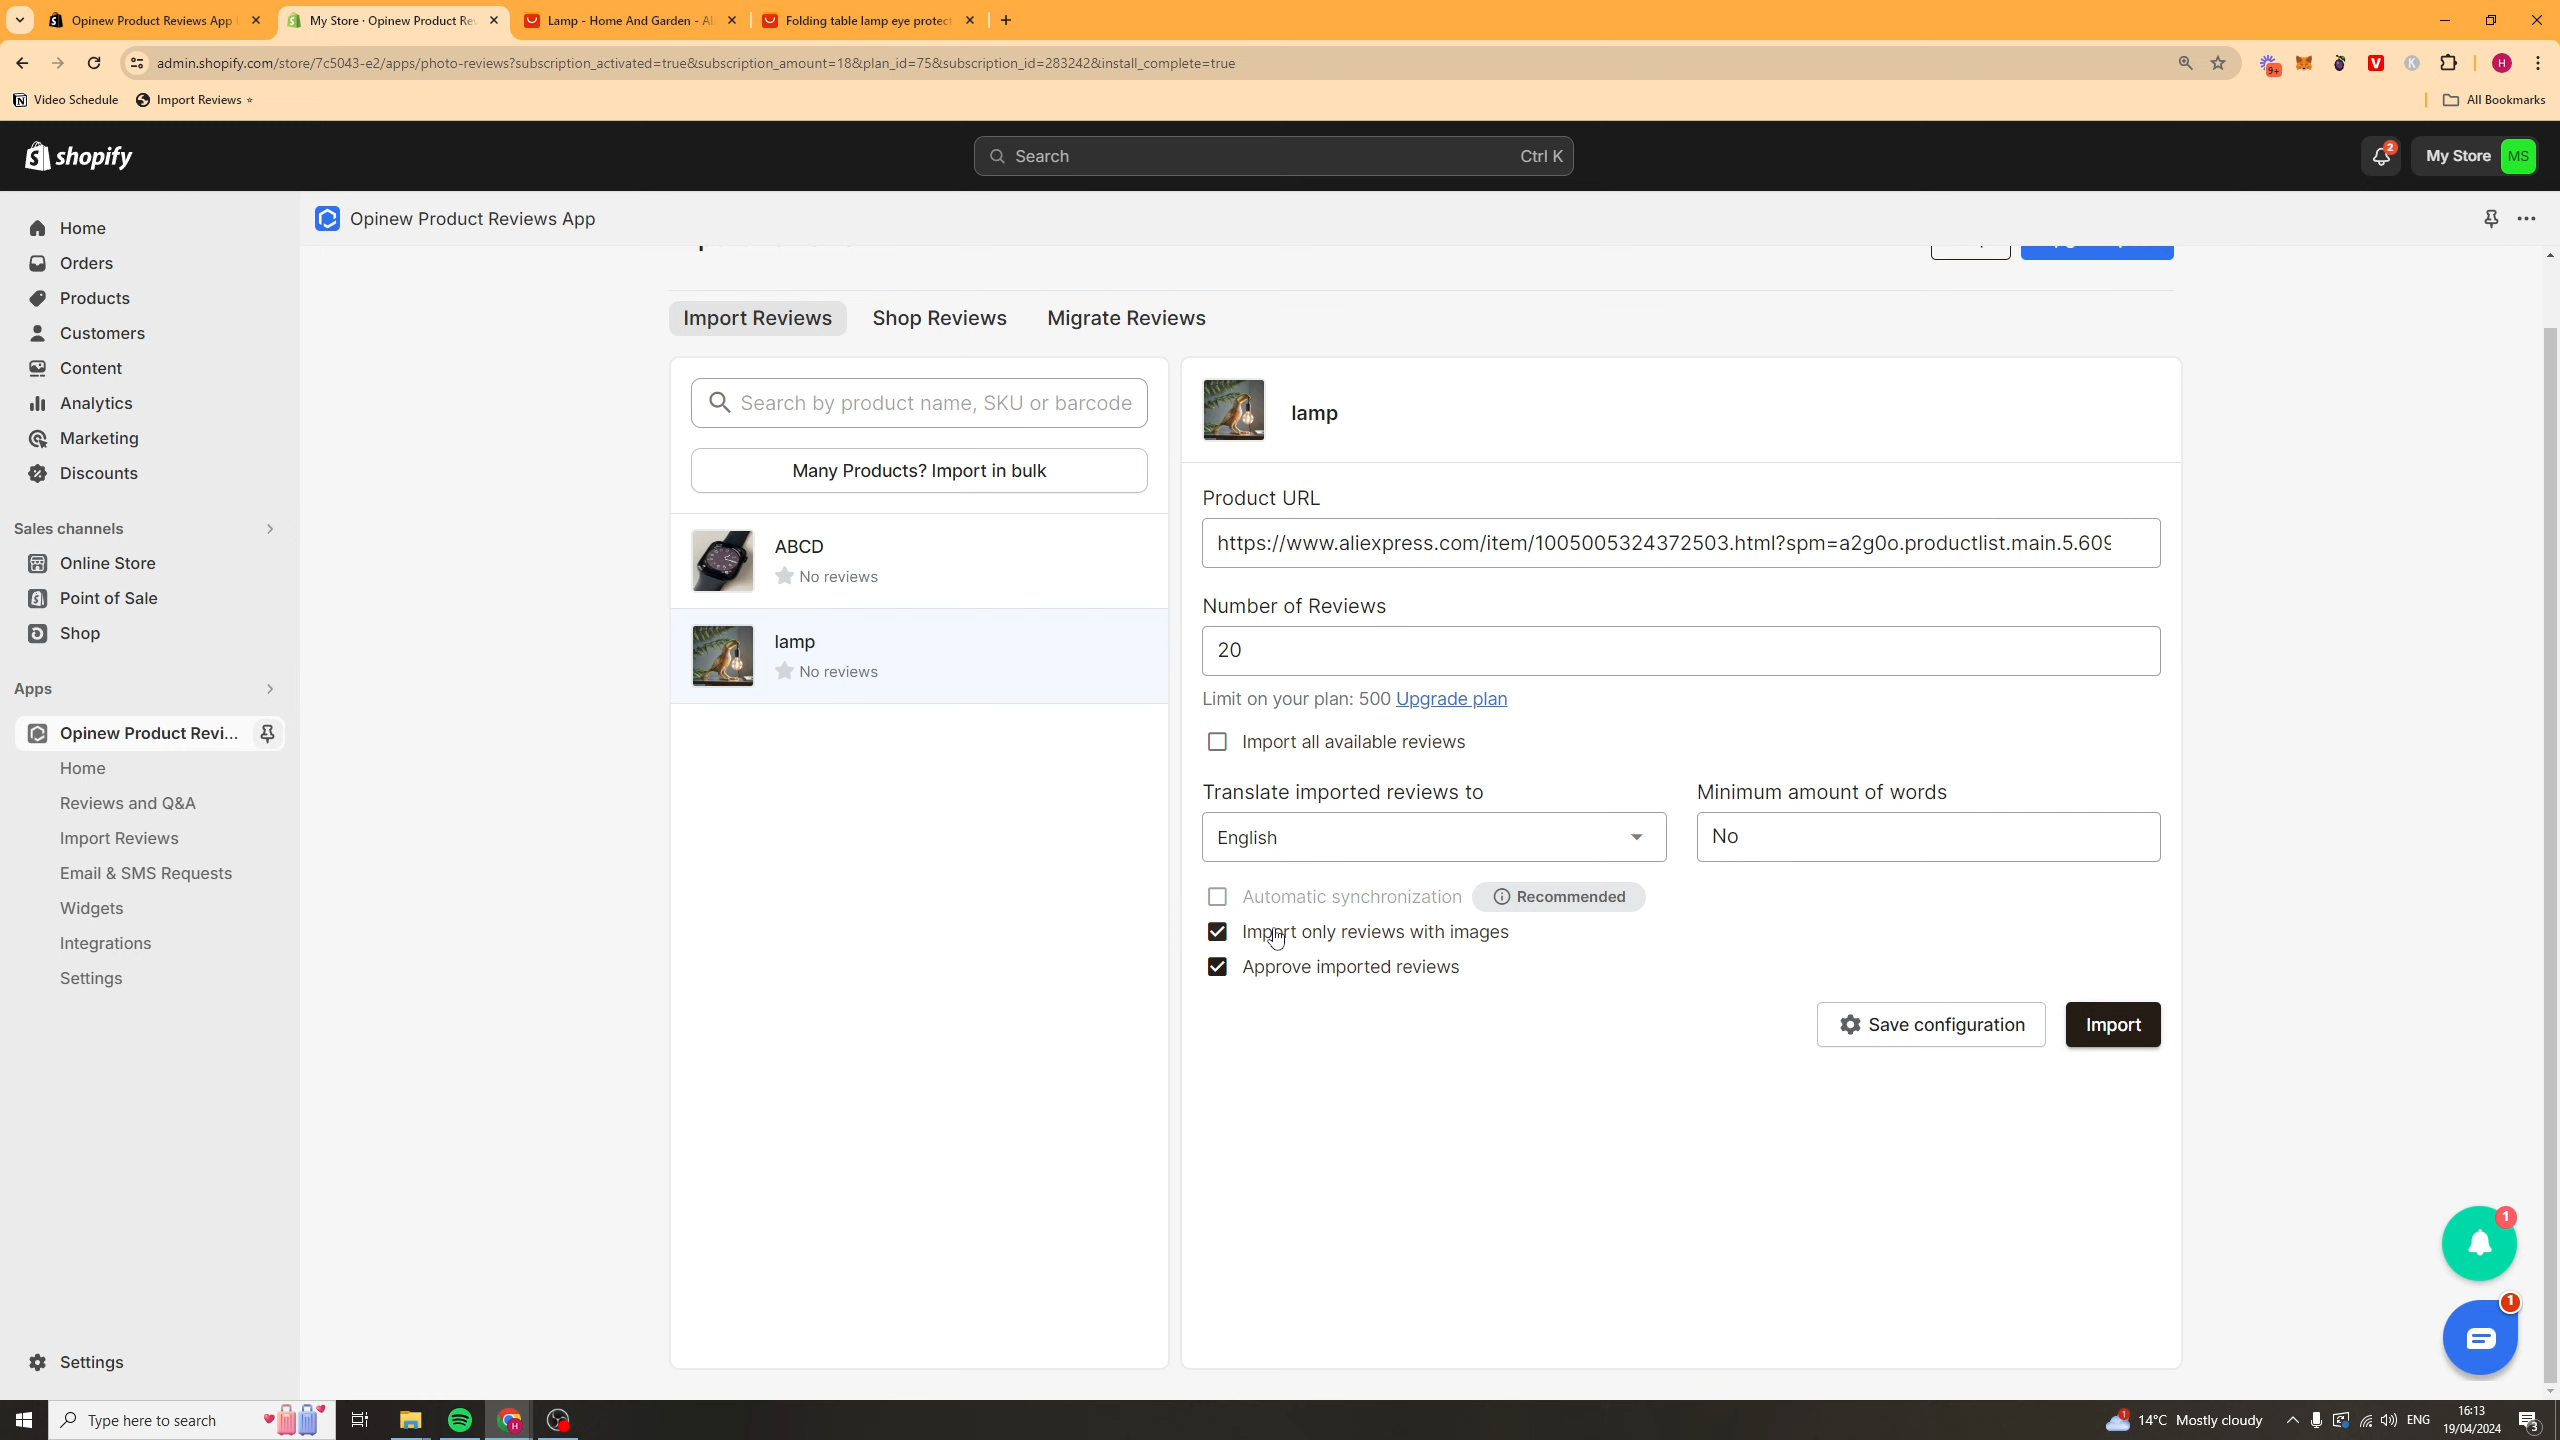 Opinew Product Reviews App
My Store · Opinew Product Re
Lamp - Home And Garden - Al
Folding table lamp eye protect
admin.shopify.com/store/7c5043-e2/apps/photo-reviews?subscription_activated=true&subscription_amount=18&plan_id=75&subscription_id=283242&install_complete=true
9+
V
K
H
Video Schedule
Import Reviews ⭐
All Bookmarks
shopify
Search
Ctrl K
2
My Store
MS
Opinew Product Reviews App
Home
Orders
Products
Customers
Content
Analytics
Marketing
Discounts
Sales channels
Online Store
Point of Sale
Shop
Apps
Opinew Product Revi...
Home
Reviews and Q&A
Import Reviews
Email & SMS Requests
Widgets
Integrations
Settings
Settings
Import Reviews
Shop Reviews
Migrate Reviews
Search by product name, SKU or barcode
Many Products? Import in bulk
ABCD
No reviews
lamp
No reviews
lamp
Product URL
https://www.aliexpress.com/item/1005005324372503.html?spm=a2g0o.productlist.main.5.609
Number of Reviews
20
Limit on your plan: 500 Upgrade plan
Import all available reviews
Translate imported reviews to
English
Minimum amount of words
No
Automatic synchronization
Recommended
Import only reviews with images
Approve imported reviews
Save configuration
Import
1
1
Type here to search
1
14°C Mostly cloudy
ENG
16:13
19/04/2024
3